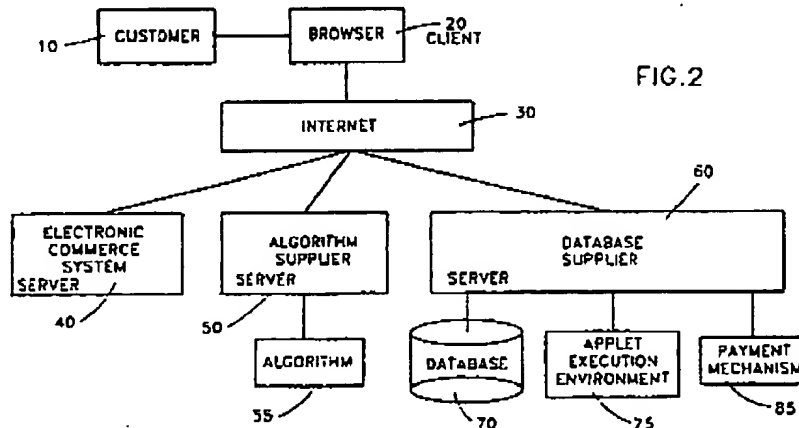 10
CUSTOMER
BROWSER
20
CLIENT
FIG.2
INTERNET
30
60
ELECTRONIC
COMMERCE
SYSTEM
SERVER
40
ALGORITHM
SUPPLIER
SERVER
50
DATABASE
SUPPLIER
SERVER
ALGORITHM
55
DATABASE
70
APPLET
EXECUTION
ENVIRONMENT
75
PAYMENT
MECHANISM
85